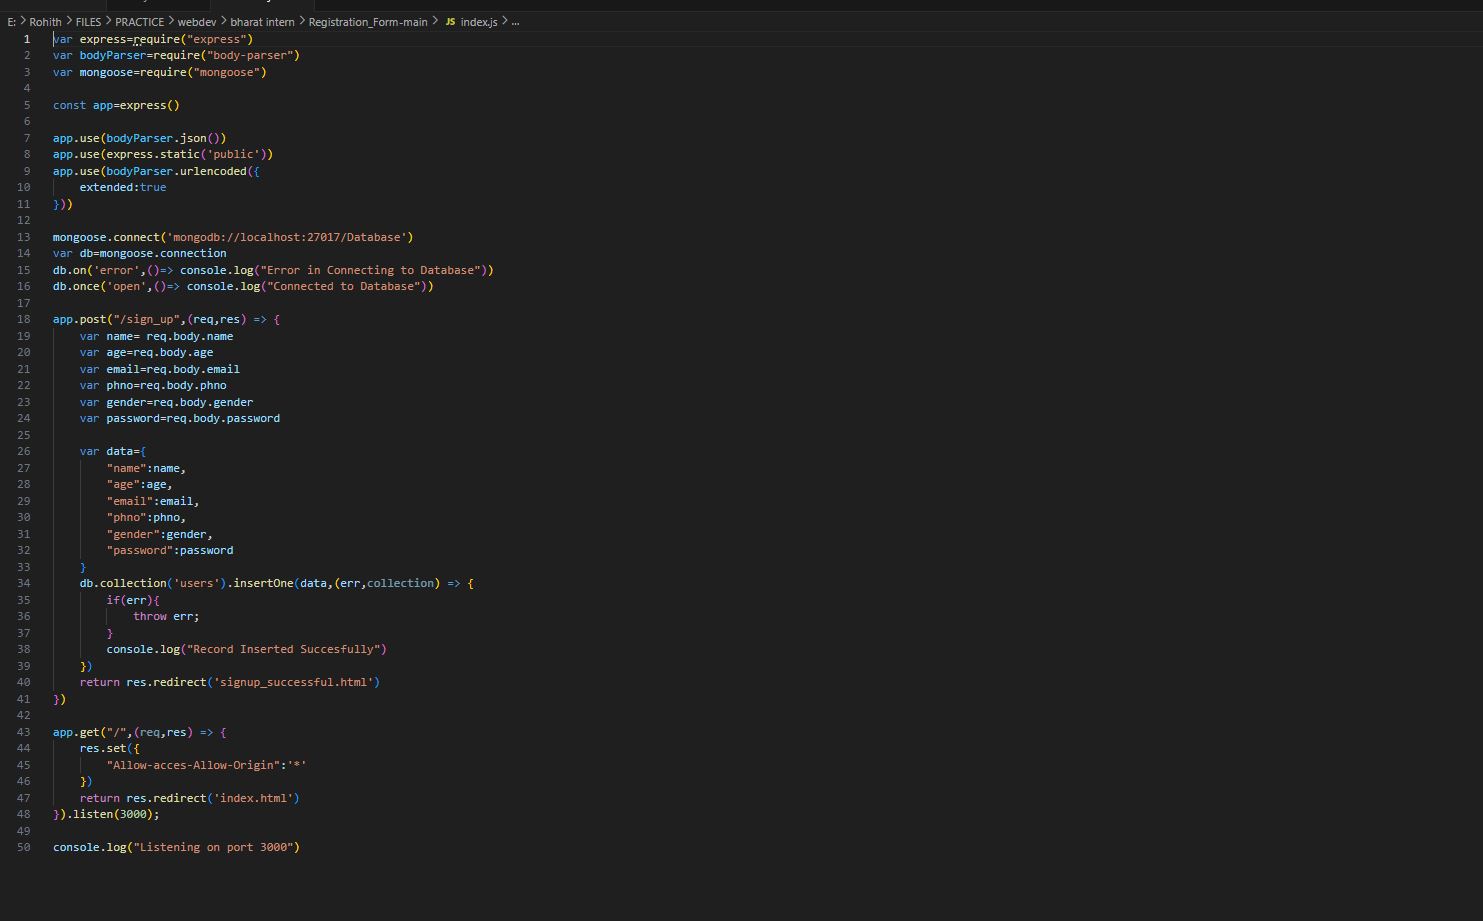 E: > Rohith > FILES > PRACTICE > webdev > bharat intern > Registration_Form-main > JS index.js > ...
1 var express=require("express")
2 var bodyParser=require("body-parser")
3 var mongoose=require("mongoose")
4
5 const app=express()
6
7 app.use(bodyParser.json())
8 app.use(express.static('public'))
9 app.use(bodyParser.urlencoded({
10     extended:true
11 }))
12
13 mongoose.connect('mongodb://localhost:27017/Database')
14 var db=mongoose.connection
15 db.on('error',()=> console.log("Error in Connecting to Database"))
16 db.once('open',()=> console.log("Connected to Database"))
17
18 app.post("/sign_up",(req,res) => {
19     var name= req.body.name
20     var age=req.body.age
21     var email=req.body.email
22     var phno=req.body.phno
23     var gender=req.body.gender
24     var password=req.body.password
25
26     var data={
27         "name":name,
28         "age":age,
29         "email":email,
30         "phno":phno,
31         "gender":gender,
32         "password":password
33     }
34     db.collection('users').insertOne(data,(err,collection) => {
35         if(err){
36             throw err;
37         }
38         console.log("Record Inserted Succesfully")
39     })
40     return res.redirect('signup_successful.html')
41 })
42
43 app.get("/",(req,res) => {
44     res.set({
45         "Allow-acces-Allow-Origin":'*'
46     })
47     return res.redirect('index.html')
48 }).listen(3000);
49
50 console.log("Listening on port 3000")